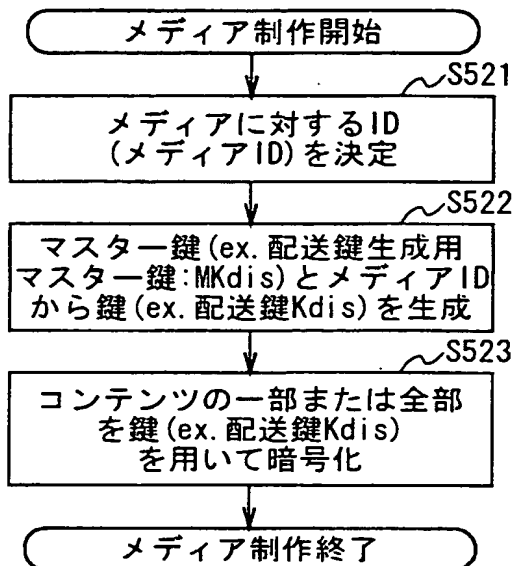 メディア制作開始
S521
メディアに対するID
(メディアID)を決定
S522
マスター鍵(ex.配送鍵生成用
マスター鍵:MKdis)とメディアID
から鍵(ex.配送鍵Kdis)を生成
S523
コンテンツの一部または全部
を鍵(ex.配送鍵Kdis)
を用いて暗号化
メディア制作終了